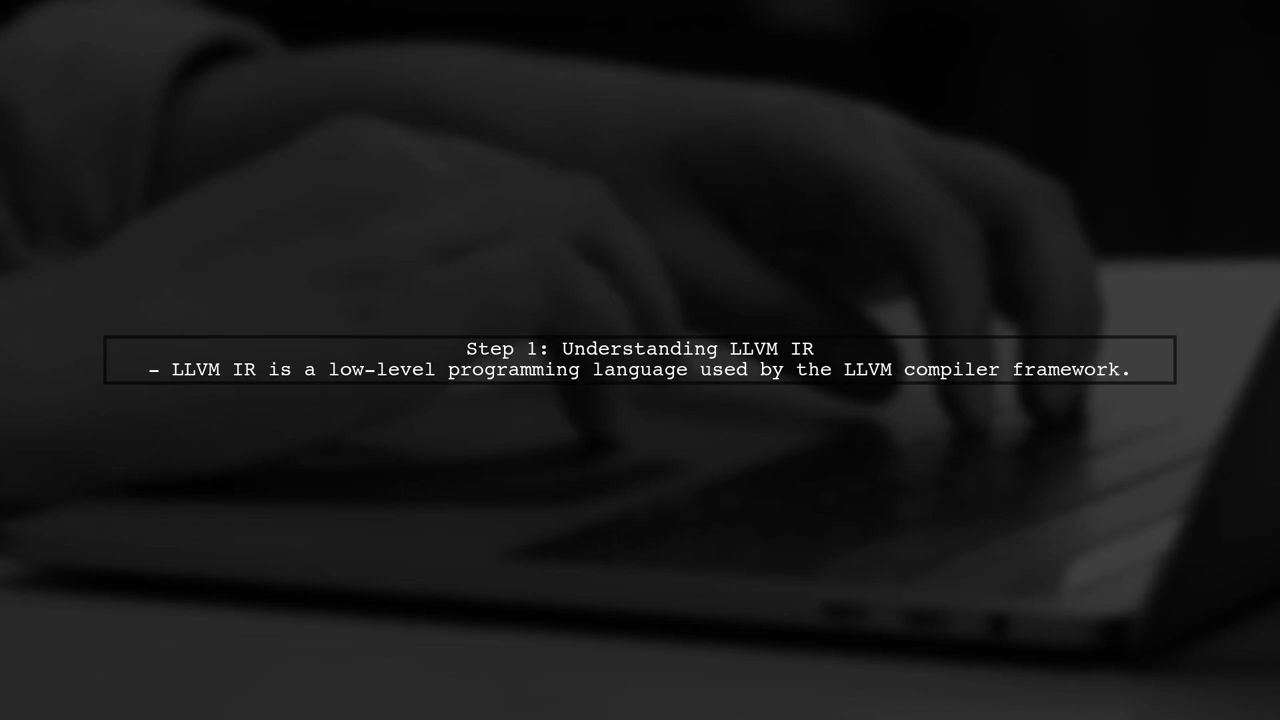 Step 1: Understanding LLVM IR
- LLVM IR is a low-level programming language used by the LLVM compiler framework.